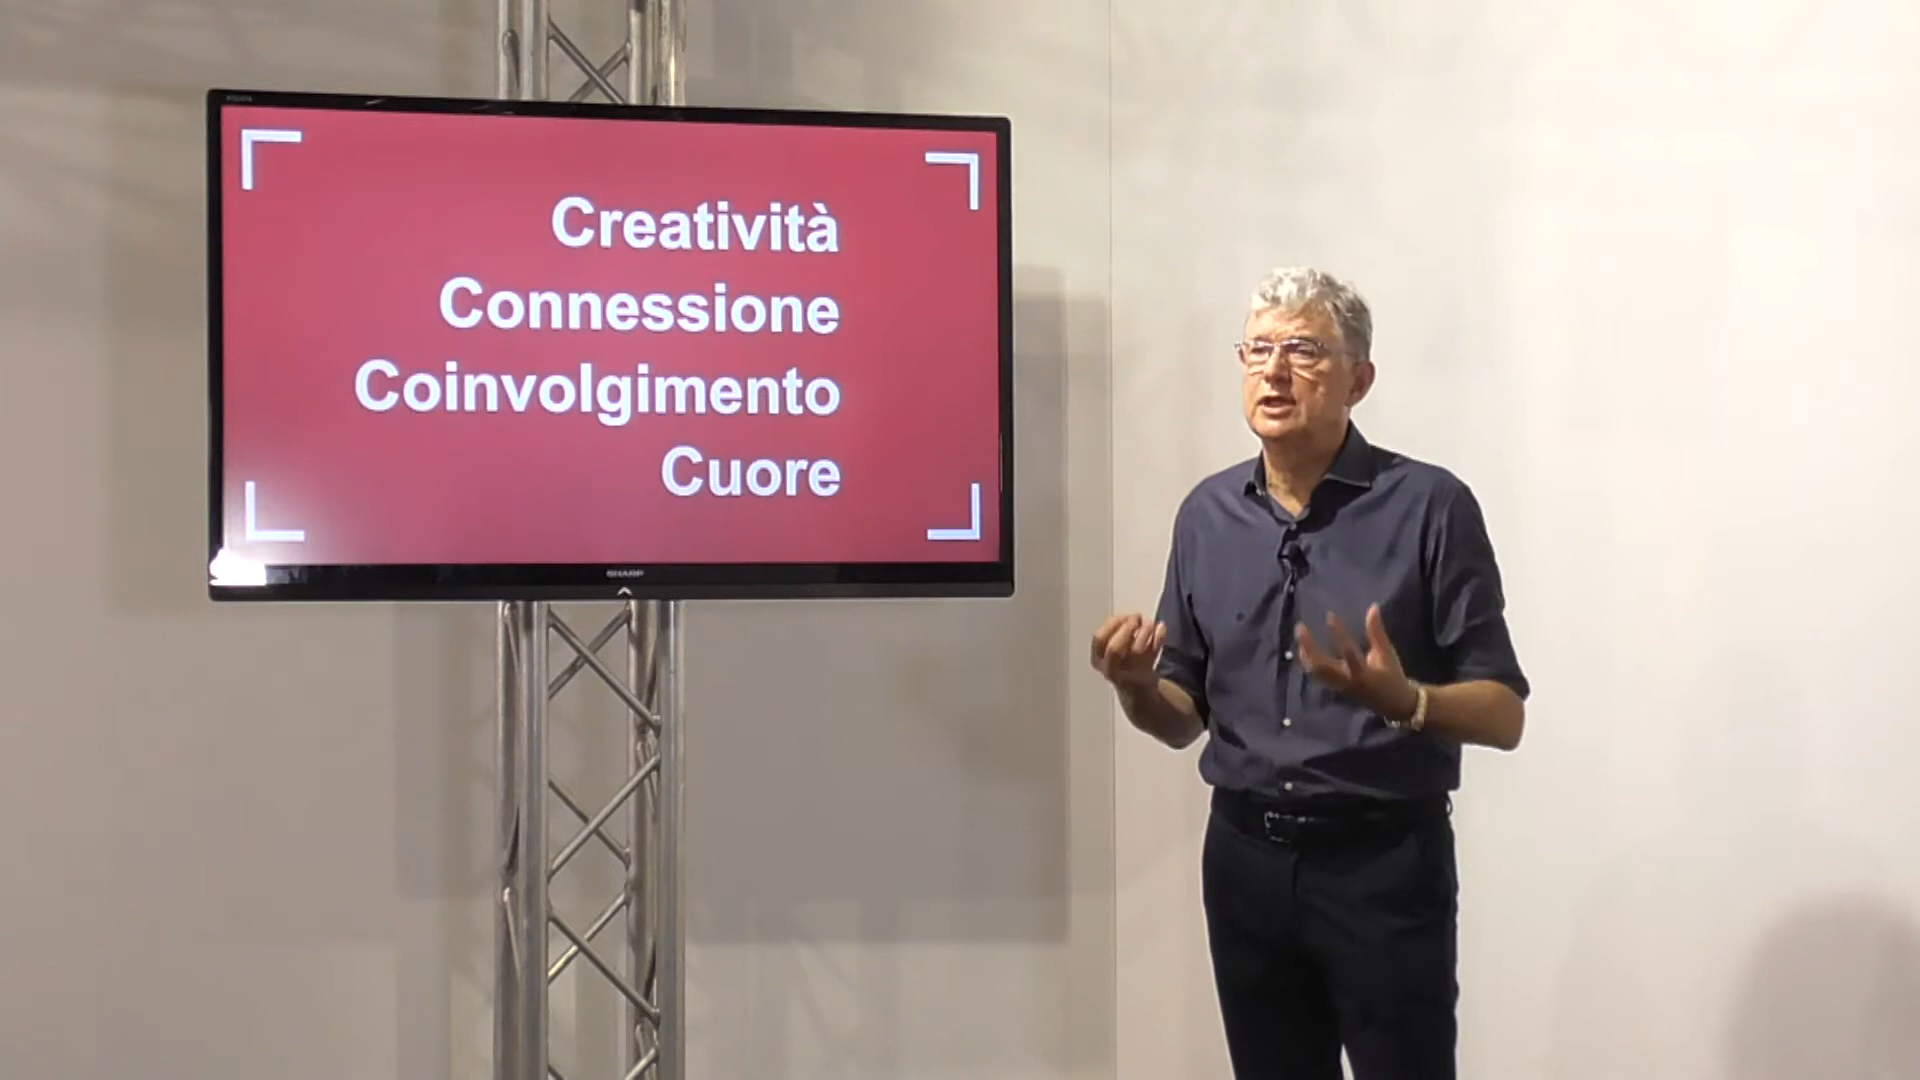 Creatività
Connessione
Coinvolgimento
Cuore
SHARP